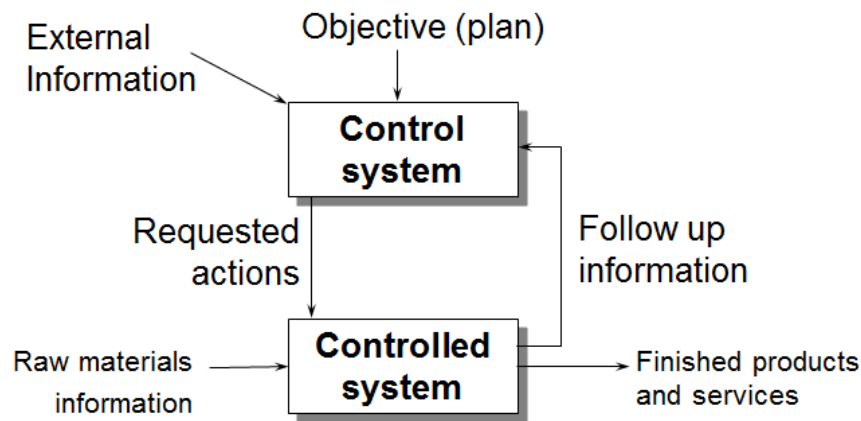 External
Information
Objective (plan)
Control
system
Requested
actions
Follow up
information
Raw materials
information
Controlled
system
Finished products
and services